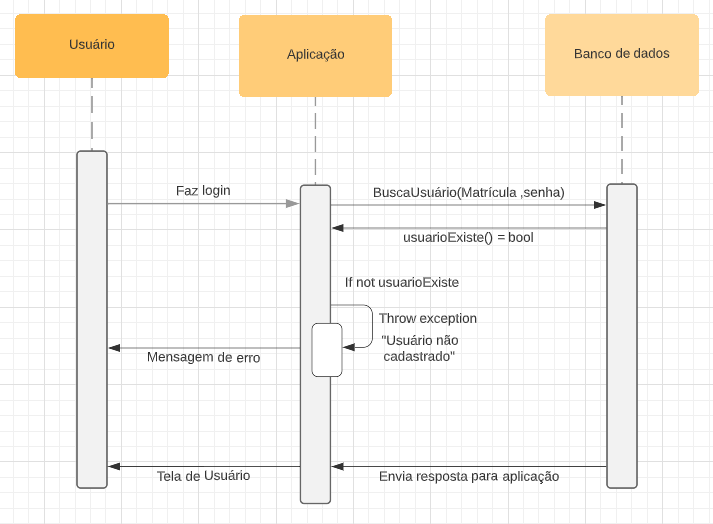 Usuário
Aplicação
Banco de dados
Faz login
BuscaUsuário(Matrícula ,senha)
usuarioExiste() = bool
If not usuarioExiste
Throw exception
"Usuário não
cadastrado"
Mensagem de erro
Tela de Usuário
Envia resposta para aplicação